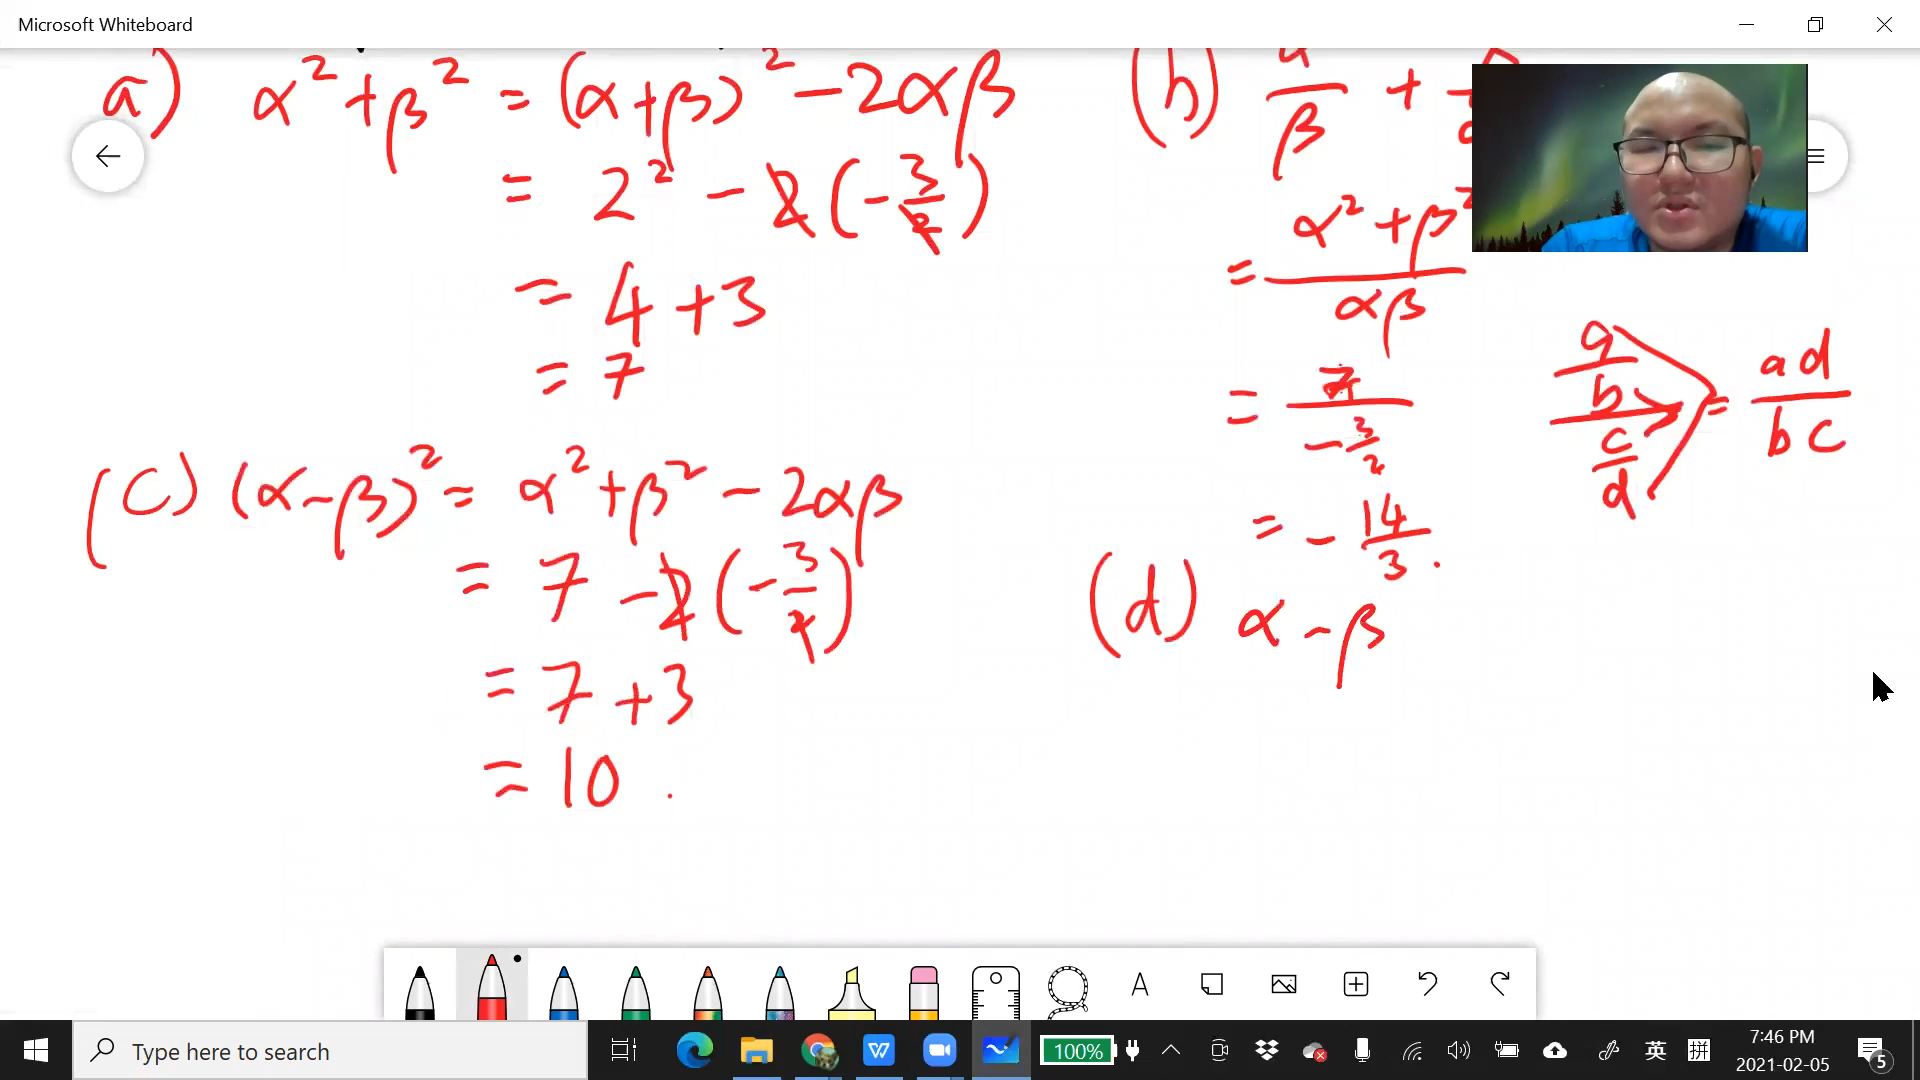 Microsoft Whiteboard
a) α² + β² = (α + β)² − 2αβ
= 2² − 2(−3/2)
= 4 + 3
= 7
(b) α/β +
= α² + β² / αβ
= 7 / −3/2
= − 14/3 .
a/b / c/d = ad/bc
(c) (α − β)² = α² + β² − 2αβ
= 7 − 2(−3/2)
= 7 + 3
= 10 .
(d) α − β
A
Type here to search
100%
英
拼
7:46 PM
2021-02-05
5